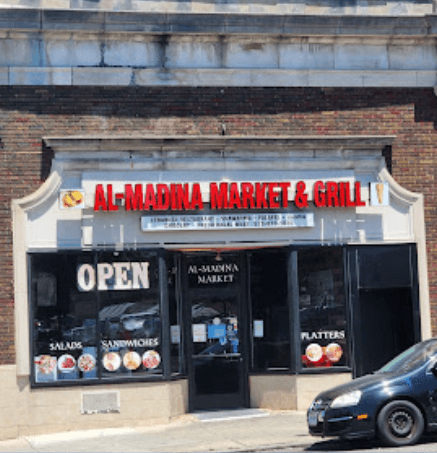 AL-MADINA MARKET & GRILL
OPEN
AL-MADINA
MARKET
SALADS
SANDWICHES
PLATTERS